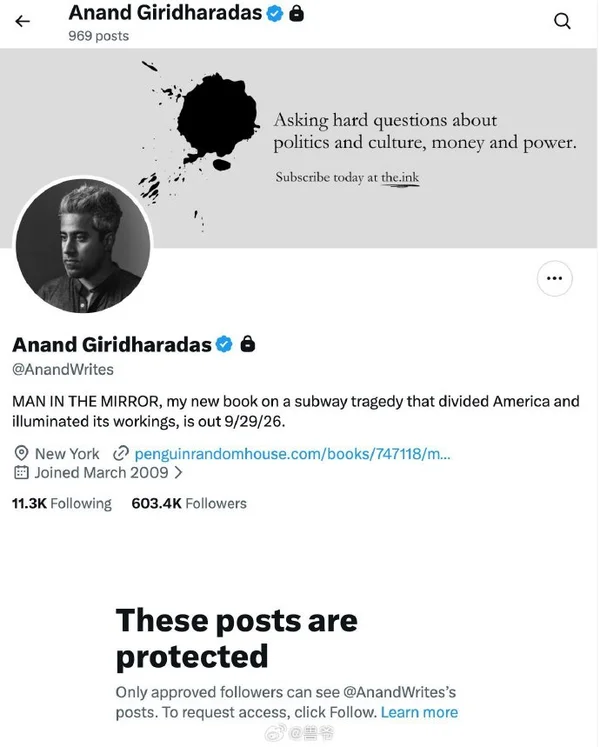 Anand Giridharadas
969 posts
Asking hard questions about
politics and culture, money and power.
Subscribe today at the.ink
Anand Giridharadas
@AnandWrites
MAN IN THE MIRROR, my new book on a subway tragedy that divided America and
illuminated its workings, is out 9/29/26.
New York penguinrandomhouse.com/books/747118/m...
Joined March 2009
11.3K Following 603.4K Followers
These posts are
protected
Only approved followers can see @AnandWrites's
posts. To request access, click Follow. Learn more